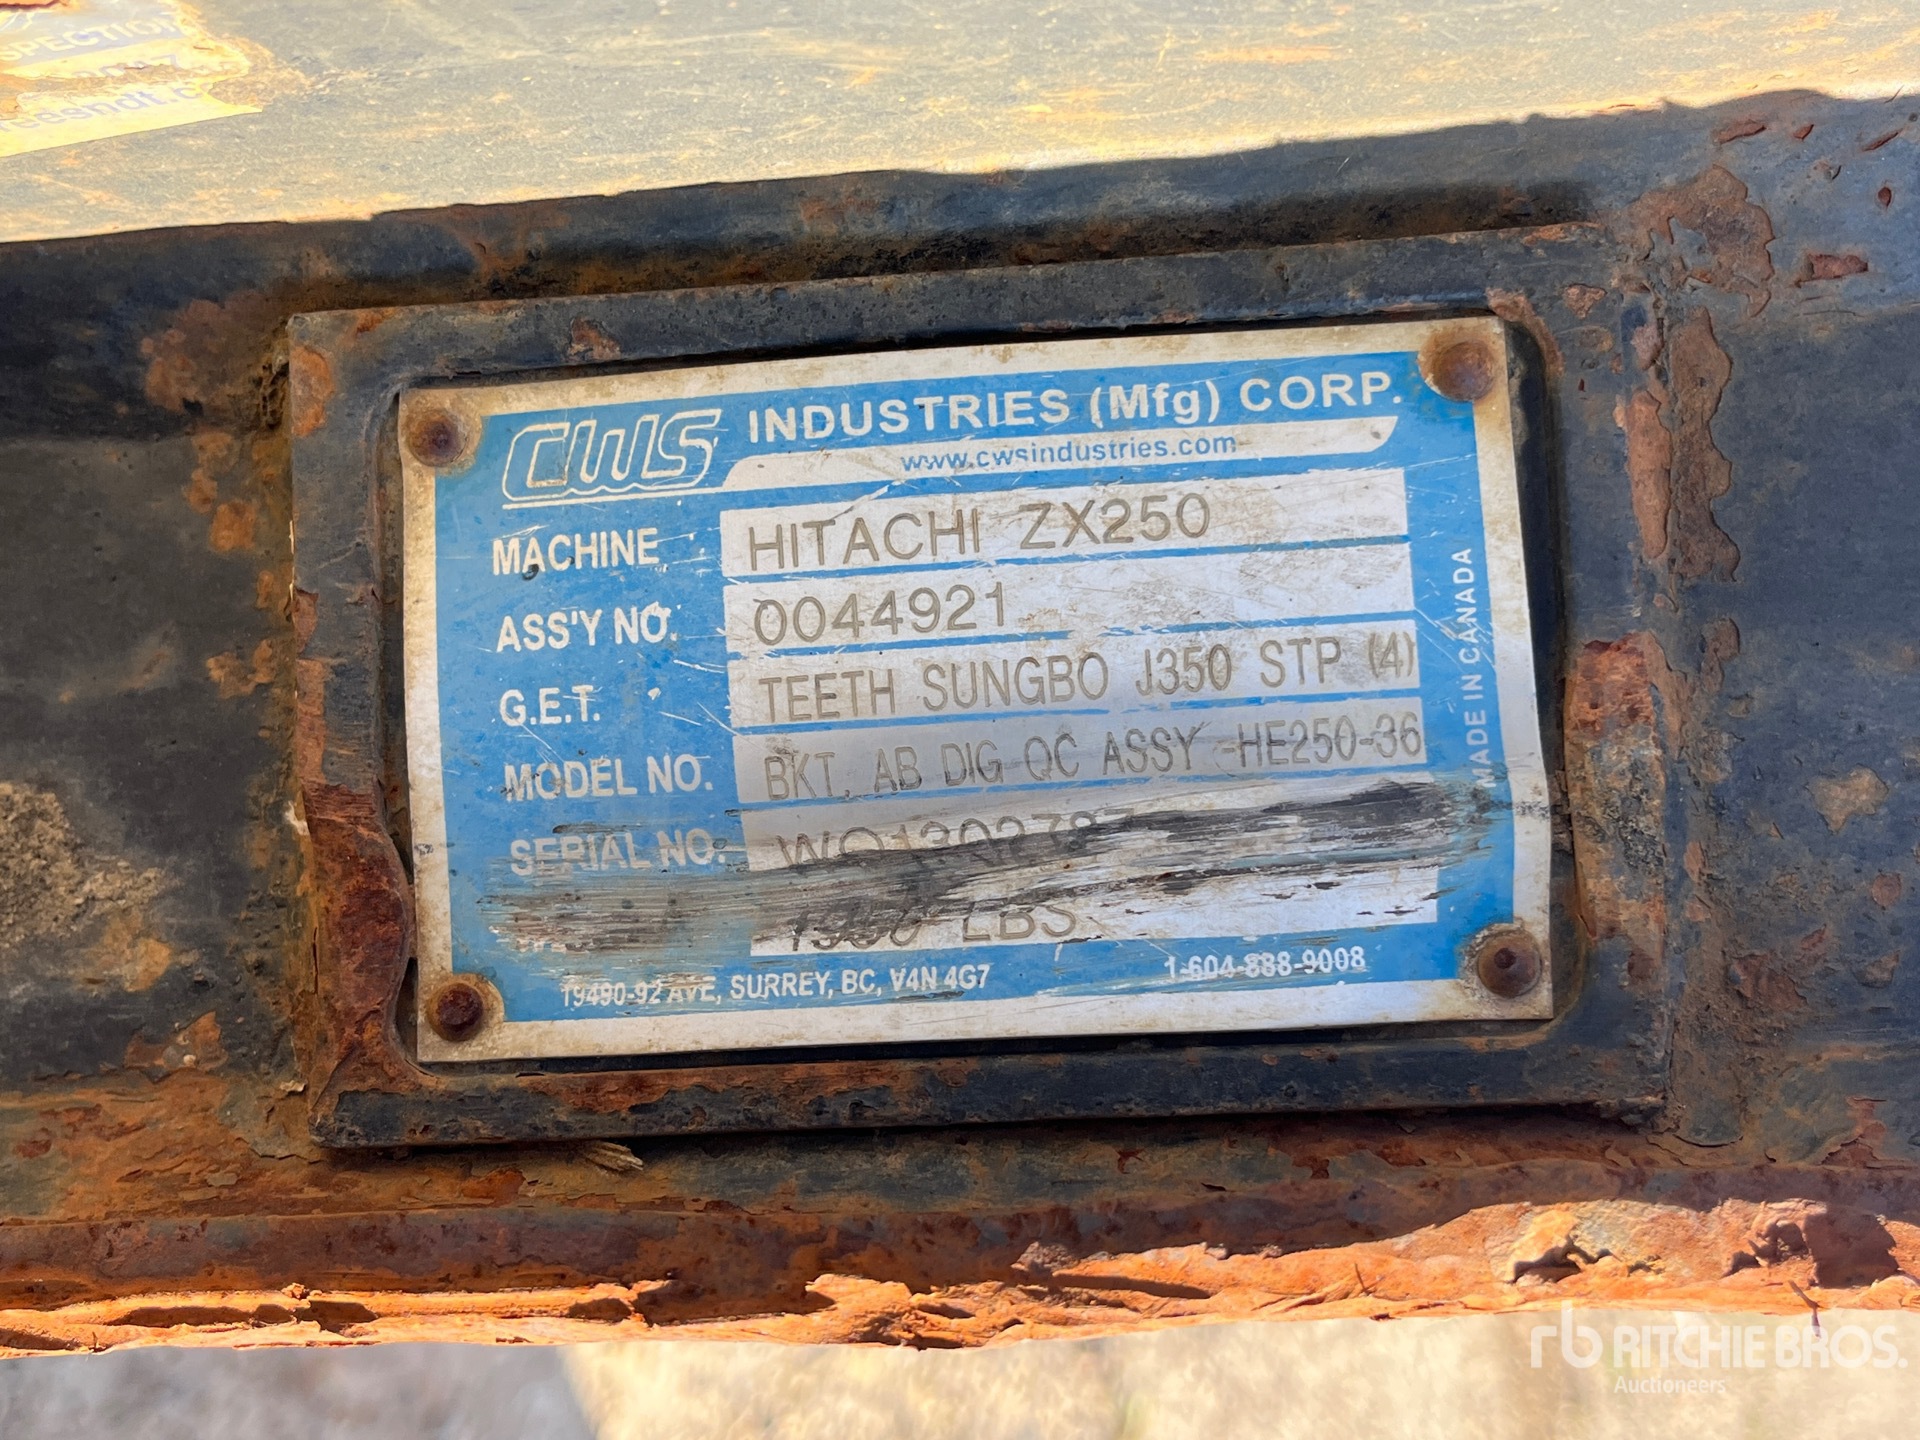 CWS INDUSTRIES (Mfg) CORP.
www.cwsindustries.com
MACHINE HITACHI ZX250
ASS'Y NO. 0044921
G.E.T. TEETH SUNGBO J350 STP (4)
MODEL NO. BKT, AB DIG QC ASSY -HE250-36
SERIAL NO.
LBS
19490-92 AVE, SURREY, BC, V4N 4G7 1-604-888-9008
MADE IN CANADA
rb RITCHIE BROS.
Auctioneers